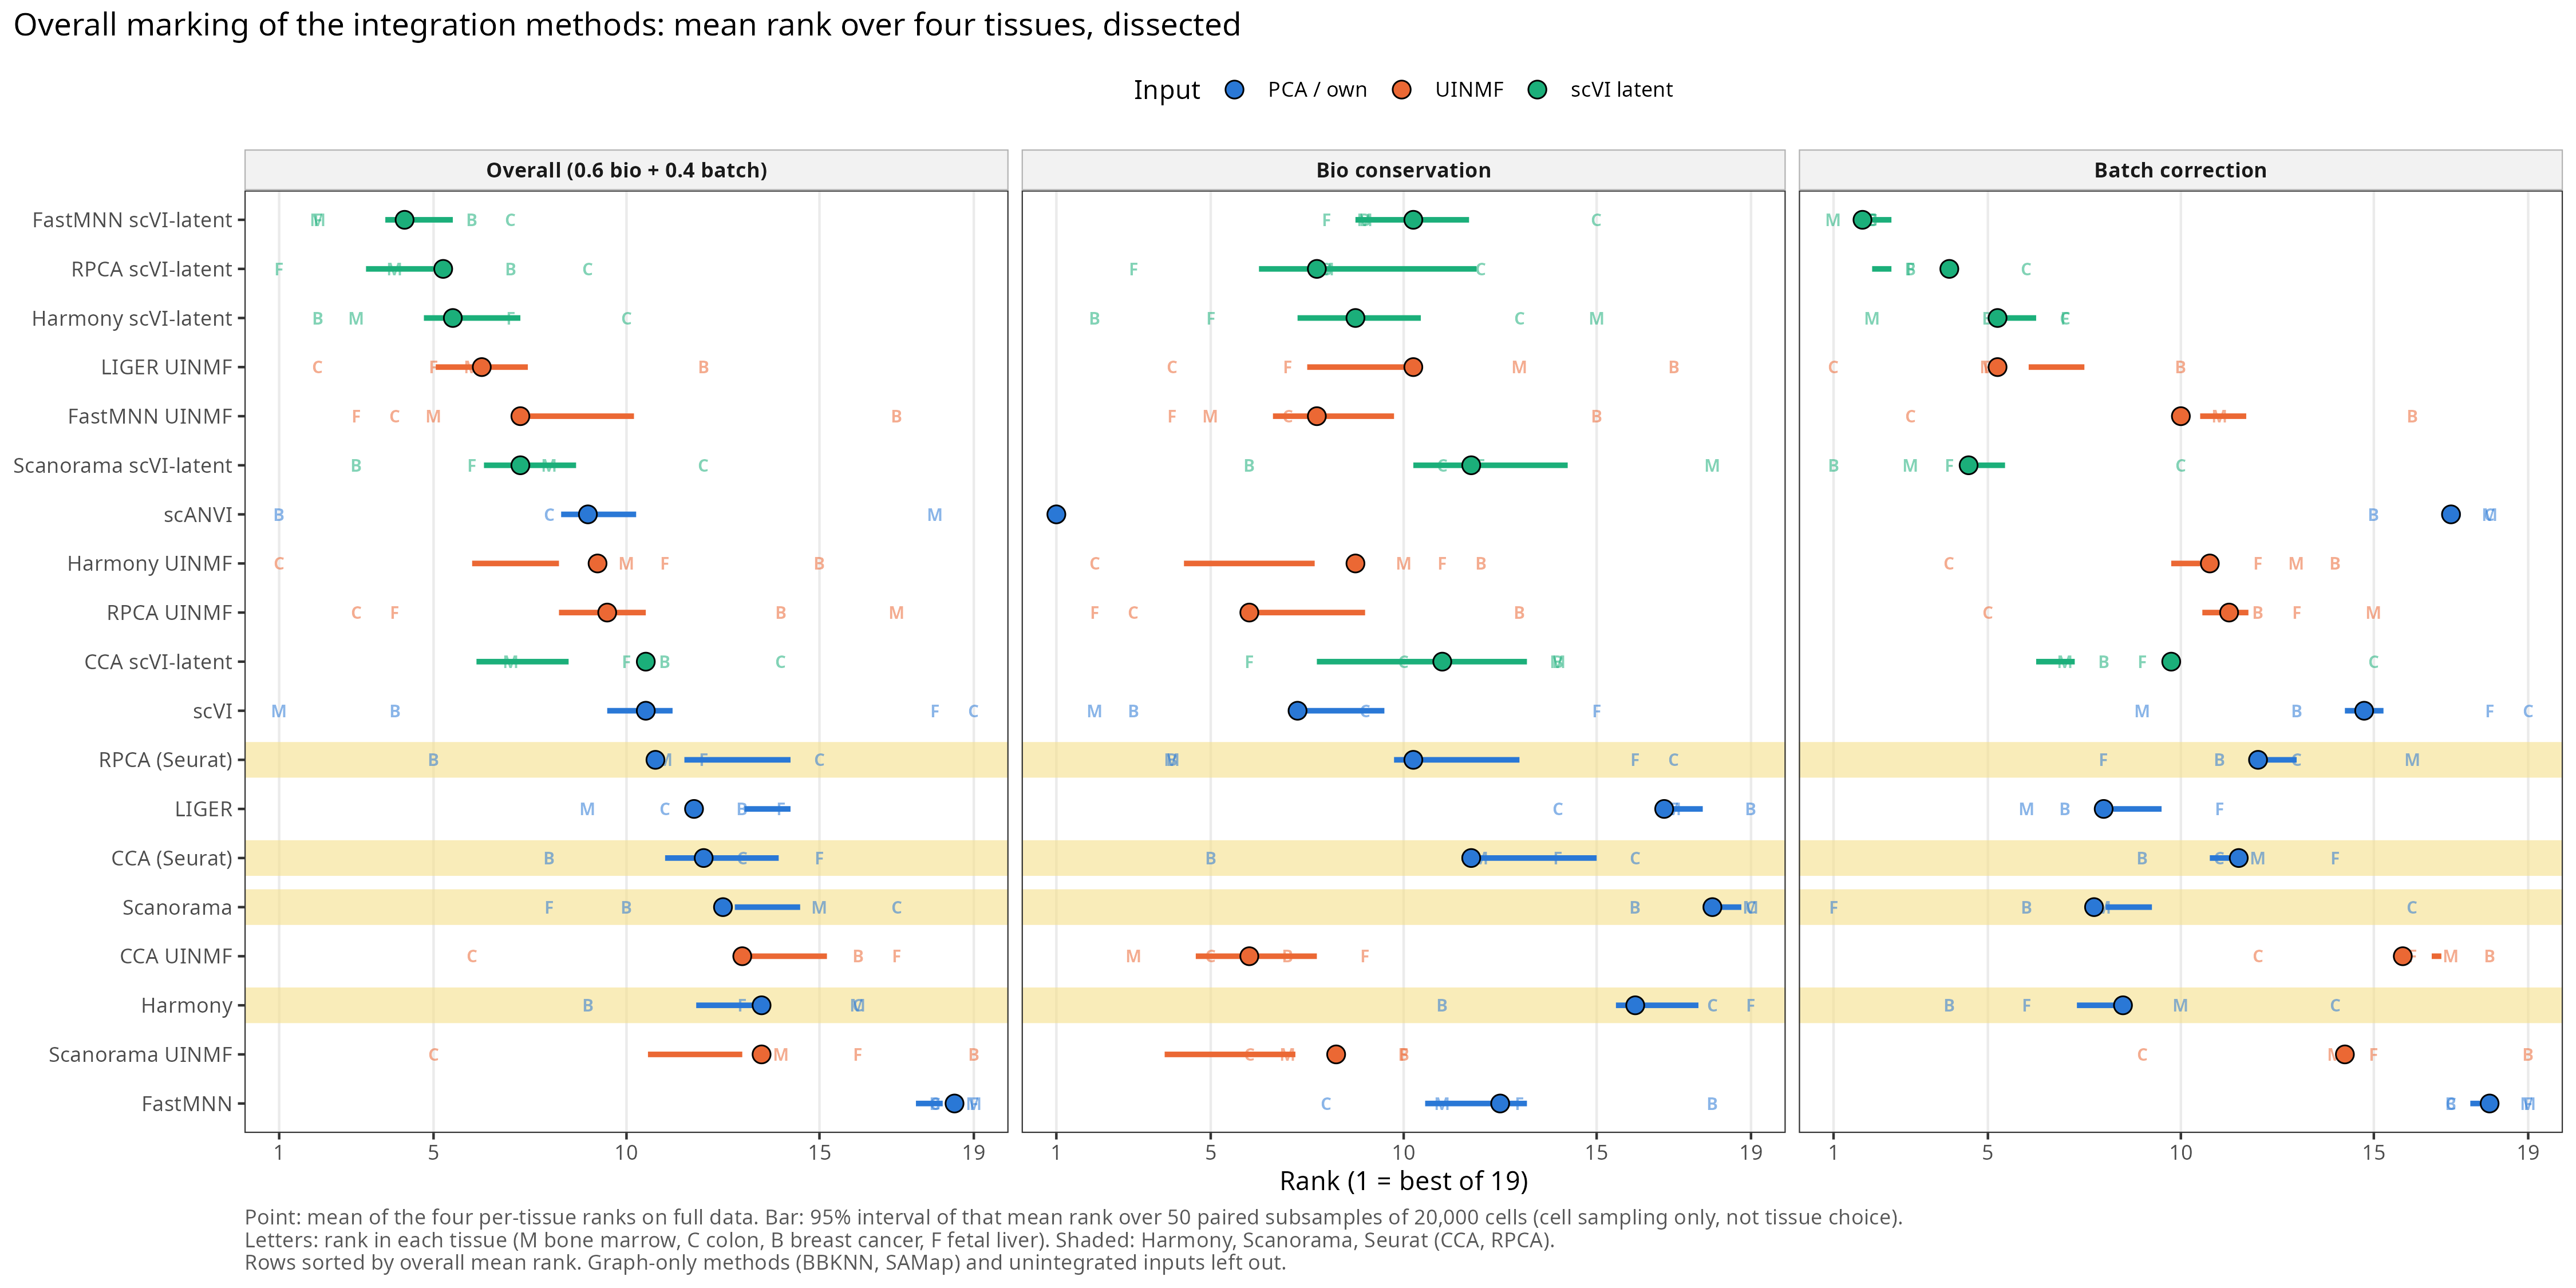 Overall marking of the integration methods: mean rank over four tissues, dissected
Input PCA / own UINMF scVI latent
Overall (0.6 bio + 0.4 batch) Bio conservation Batch correction
FastMNN scVI-latent M B C F C M
RPCA scVI-latent F M B C F C C
Harmony scVI-latent B M F C B F C M M
LIGER UINMF C F B C F M B C B
FastMNN UINMF F C M B F M C B C M B
Scanorama scVI-latent B F M C B C M B M F C
scANVI B C M B
Harmony UINMF C M F B C M F B C F M B
RPCA UINMF C F B M F C B C B F M
CCA scVI-latent M F B C F C M B F C
scVI M B F C M B C F M B F C
RPCA (Seurat) B F C F C F B C M
LIGER M C B F C B M B F
CCA (Seurat) B C F B F C B C M F
Scanorama F B M C B F B C
CCA UINMF C B F M C B F C M B
Harmony B F B C F B F M C
Scanorama UINMF C M F B C M C F B
FastMNN C M F B
1 5 10 15 19 1 5 10 15 19 1 5 10 15 19
Rank (1 = best of 19)
Point: mean of the four per-tissue ranks on full data. Bar: 95% interval of that mean rank over 50 paired subsamples of 20,000 cells (cell sampling only, not tissue choice).
Letters: rank in each tissue (M bone marrow, C colon, B breast cancer, F fetal liver). Shaded: Harmony, Scanorama, Seurat (CCA, RPCA).
Rows sorted by overall mean rank. Graph-only methods (BBKNN, SAMap) and unintegrated inputs left out.